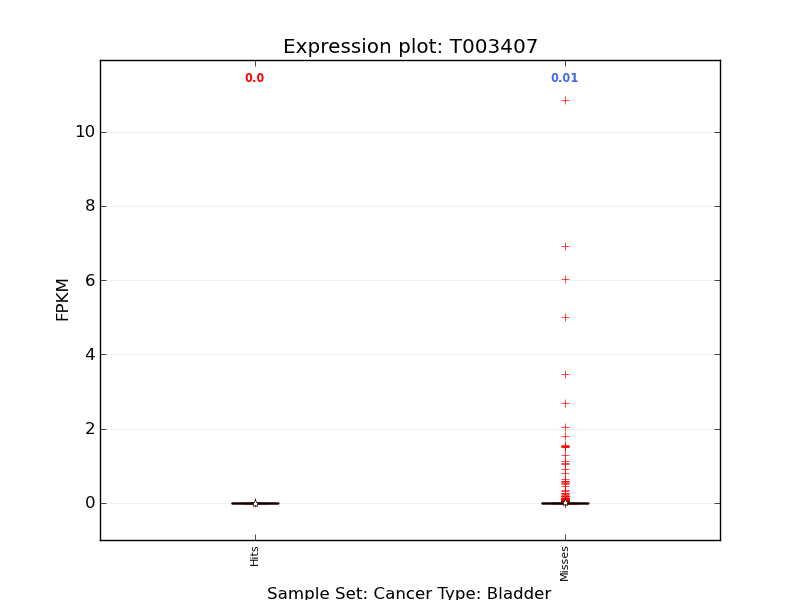 Expression plot: T003407
0.0
0.01
10
8
6
4
2
0
FPKM
Hits
Misses
Sample Set: Cancer Type: Bladder